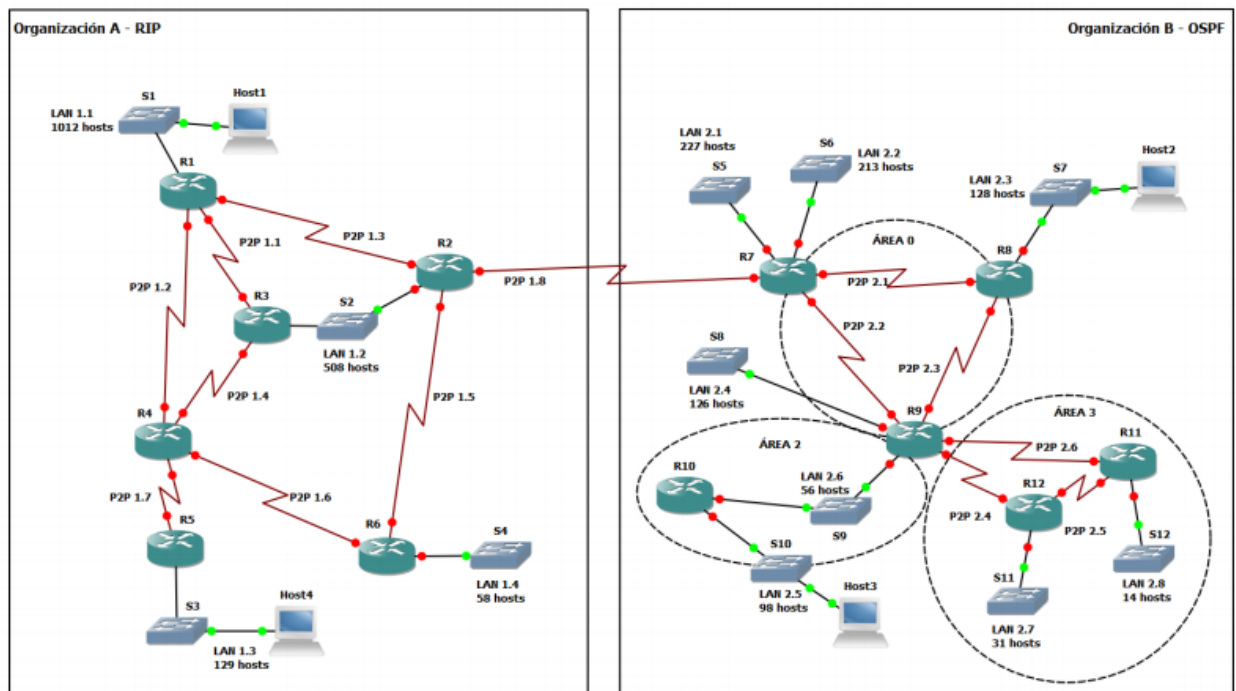 Organización A - RIP
S1
Host1
LAN 1.1
1012 hosts
R1
P2P 1.3
P2P 1.1
R2
P2P 1.2
P2P 1.8
R3
S2
LAN 1.2
508 hosts
P2P 1.4
P2P 1.5
R4
P2P 1.7
P2P 1.6
R5
R6
S4
LAN 1.4
58 hosts
S3
Host4
LAN 1.3
129 hosts
Organización B - OSPF
LAN 2.1
227 hosts
S5
S6
LAN 2.2
213 hosts
S7
Host2
LAN 2.3
128 hosts
ÁREA 0
R7
R8
P2P 2.1
P2P 2.2
S8
P2P 2.3
LAN 2.4
126 hosts
R9
ÁREA 3
ÁREA 2
P2P 2.6
R11
R10
LAN 2.6
56 hosts
R12
P2P 2.4
P2P 2.5
S9
S10
S12
LAN 2.5
98 hosts
Host3
S11
LAN 2.8
14 hosts
LAN 2.7
31 hosts